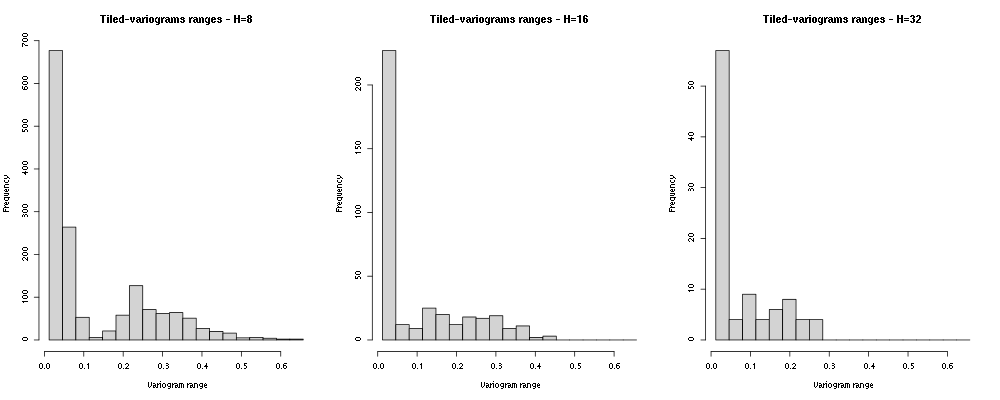 Tiled-variograms ranges - H=8
Tiled-variograms ranges - H=16
Tiled-variograms ranges - H=32
Frequency
0 100 200 300 400 500 600 700
0.0 0.1 0.2 0.3 0.4 0.5 0.6
Variogram range
Frequency
0 50 100 150 200
0.0 0.1 0.2 0.3 0.4 0.5 0.6
Variogram range
Frequency
0 10 20 30 40 50
0.0 0.1 0.2 0.3 0.4 0.5 0.6
Variogram range